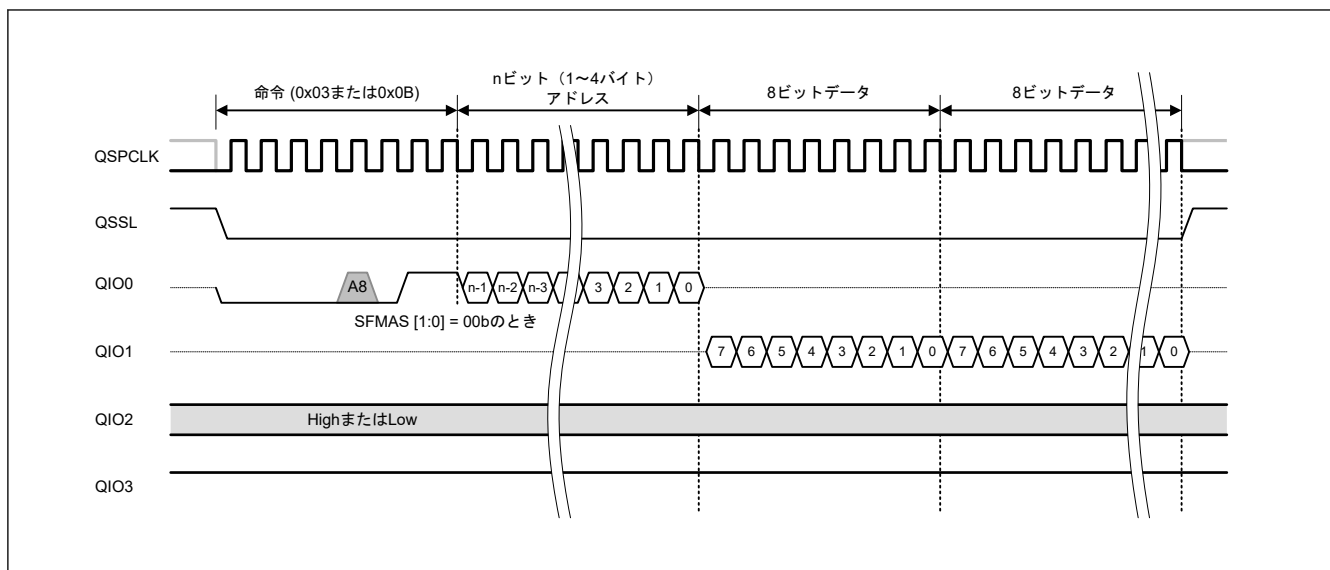 nビット（1～4バイト）
命令 (0x03または0x0B) アドレス 8ビットデータ 8ビットデータ
QSPCLK
QSSL
QIO0 A8 n-1 n-2 n-3 3 2 1 0
SFMAS [1:0] = 00bのとき
QIO1 7 6 5 4 3 2 1 0 7 6 5 4 3 2 1 0
QIO2 HighまたはLow
QIO3